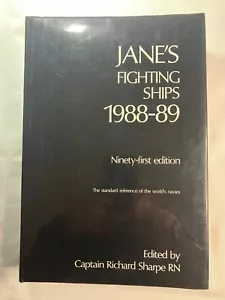 JANE'S
FIGHTING
SHIPS
1988-89
Ninety-first edition
The standard reference of the world's navies
Edited by
Captain Richard Sharpe RN